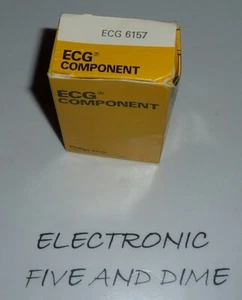 ECG 6157
ECG®
COMPONENT
ECG®
COMPONENT
ELECTRONIC
FIVE AND DIME